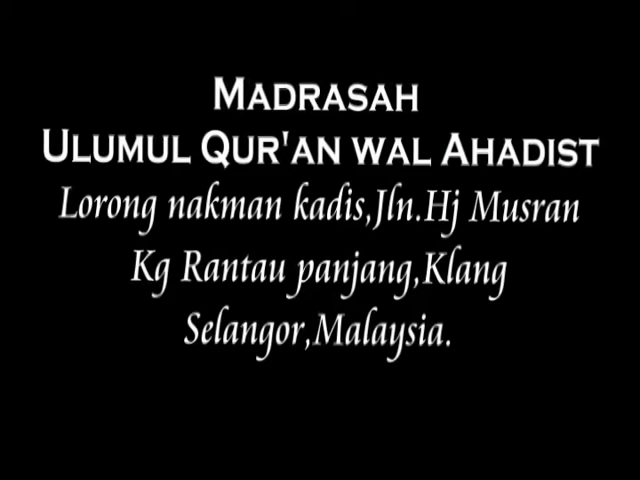 MADRASAH
ULUMUL QUR'AN WAL AHADIST
Lorong nakman kadis,Jln.Hj Musran
Kg Rantau panjang,Klang
Selangor,Malaysia.